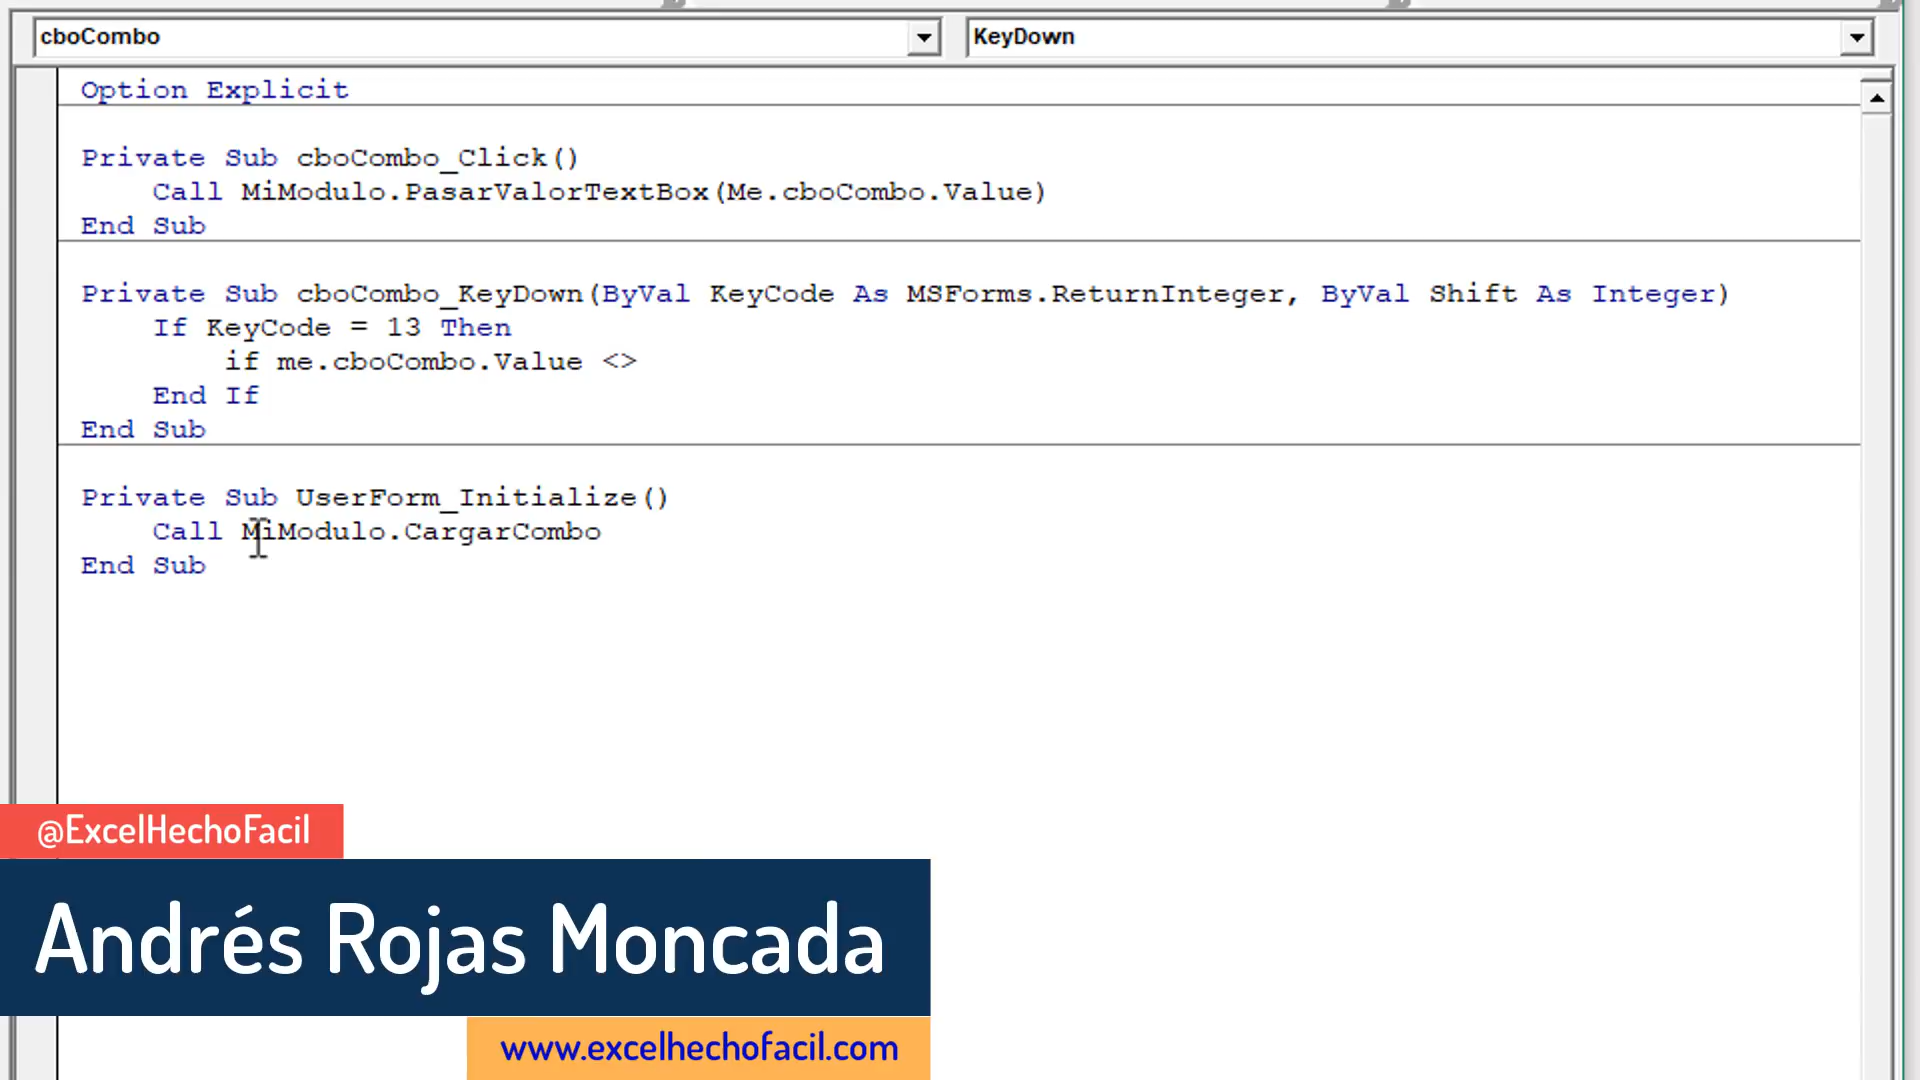 cboCombo
KeyDown
Option Explicit
Private Sub cboCombo_Click()
Call MiModulo.PasarValorTextBox(Me.cboCombo.Value)
End Sub
Private Sub cboCombo_KeyDown(ByVal KeyCode As MSForms.ReturnInteger, ByVal Shift As Integer)
If KeyCode = 13 Then
if me.cboCombo.Value <>
End If
End Sub
Private Sub UserForm_Initialize()
Call MiModulo.CargarCombo
End Sub
@ExcelHechoFacil
Andrés Rojas Moncada
www.excelhechofacil.com